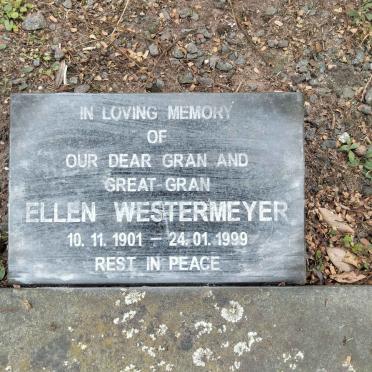 IN LOVING MEMORY
OF
OUR DEAR GRAN AND
GREAT-GRAN
ELLEN WESTERMEYER
10. 11. 1901 – 24. 01. 1999
REST IN PEACE